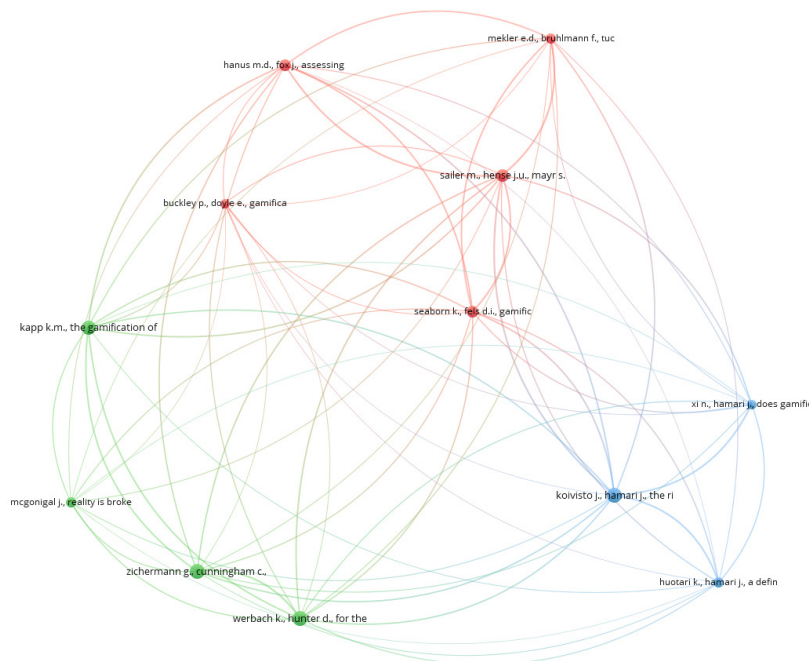 mekler e.d., bruhlmann f., tuc
hanus m.d., fox j., assessing
sailer m., hense j.u., mayr s.
buckley p., doyle e., gamifica
seaborn k., fels d.i., gamific
kapp k.m., the gamification of
xi n., hamari j., does gamific
koivisto j., hamari j., the ri
mcgonigal j., reality is broke
zichermann g., cunningham c.,
huotari k., hamari j., a defin
werbach k., hunter d., for the